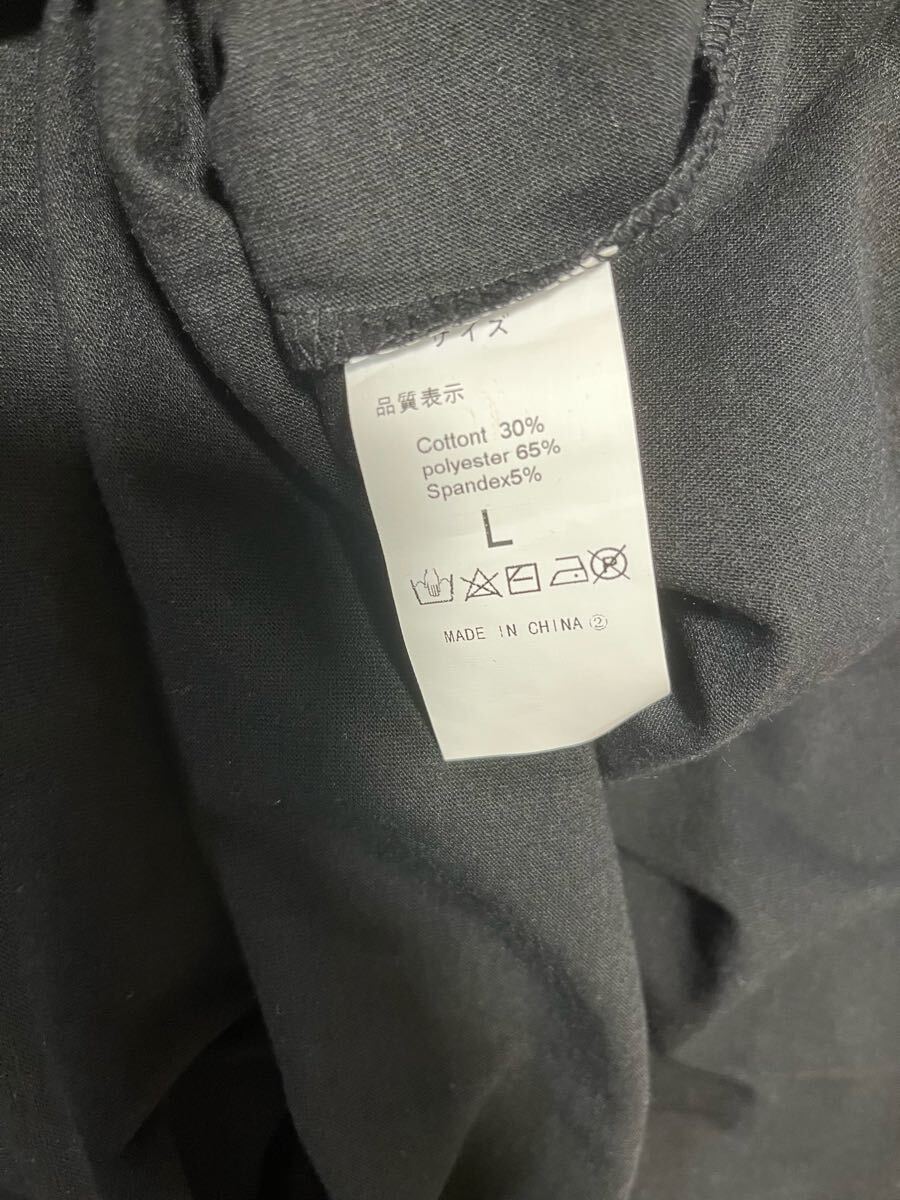 サイズ
品質表示
Cottont 30%
polyester 65%
Spandex5%
L
MADE IN CHINA ②